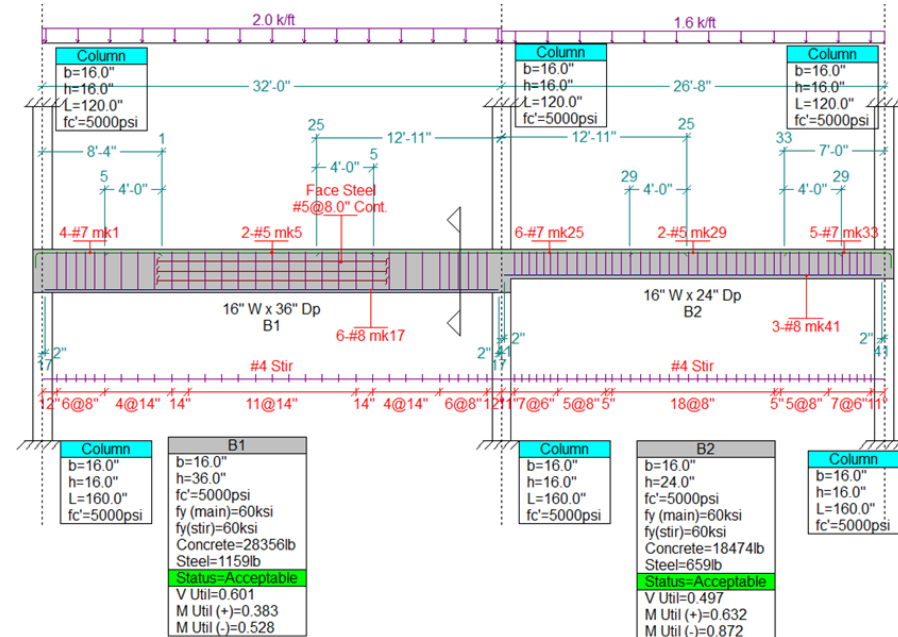 2.0 k/ft
1.6 k/ft
Column
b=16.0"
h=16.0"
L=120.0"
fc'=5000psi
Column
b=16.0"
h=16.0"
L=120.0"
fc'=5000psi
Column
b=16.0"
h=16.0"
L=120.0"
fc'=5000psi
32'-0"
26'-8"
1
25
25
33
8'-4"
12'-11"
12'-11"
7'-0"
5
5
29
29
4'-0"
4'-0"
4'-0"
4'-0"
Face Steel
#5@8.0" Cont.
4-#7 mk1
2-#5 mk5
6-#7 mk25
2-#5 mk29
5-#7 mk33
16" W x 36" Dp
B1
16" W x 24" Dp
B2
6-#8 mk17
3-#8 mk41
2"
2"
2"
2"
17
17
41
41
#4 Stir
#4 Stir
12" 6@8" 4@14" 14" 11@14" 14" 4@14" 6@8" 12" 11" 7@6" 5@8" 5" 18@8" 5" 5@8" 7@6" 11"
Column
b=16.0"
h=16.0"
L=160.0"
fc'=5000psi
B1
b=16.0"
h=36.0"
fc'=5000psi
fy (main)=60ksi
fy(stir)=60ksi
Concrete=28356lb
Steel=1159lb
Status=Acceptable
V Util=0.601
M Util (+)=0.383
M Util (-)=0.528
Column
b=16.0"
h=16.0"
L=160.0"
fc'=5000psi
B2
b=16.0"
h=24.0"
fc'=5000psi
fy (main)=60ksi
fy(stir)=60ksi
Concrete=18474lb
Steel=659lb
Status=Acceptable
V Util=0.497
M Util (+)=0.632
M Util (-)=0.872
Column
b=16.0"
h=16.0"
L=160.0"
fc'=5000psi